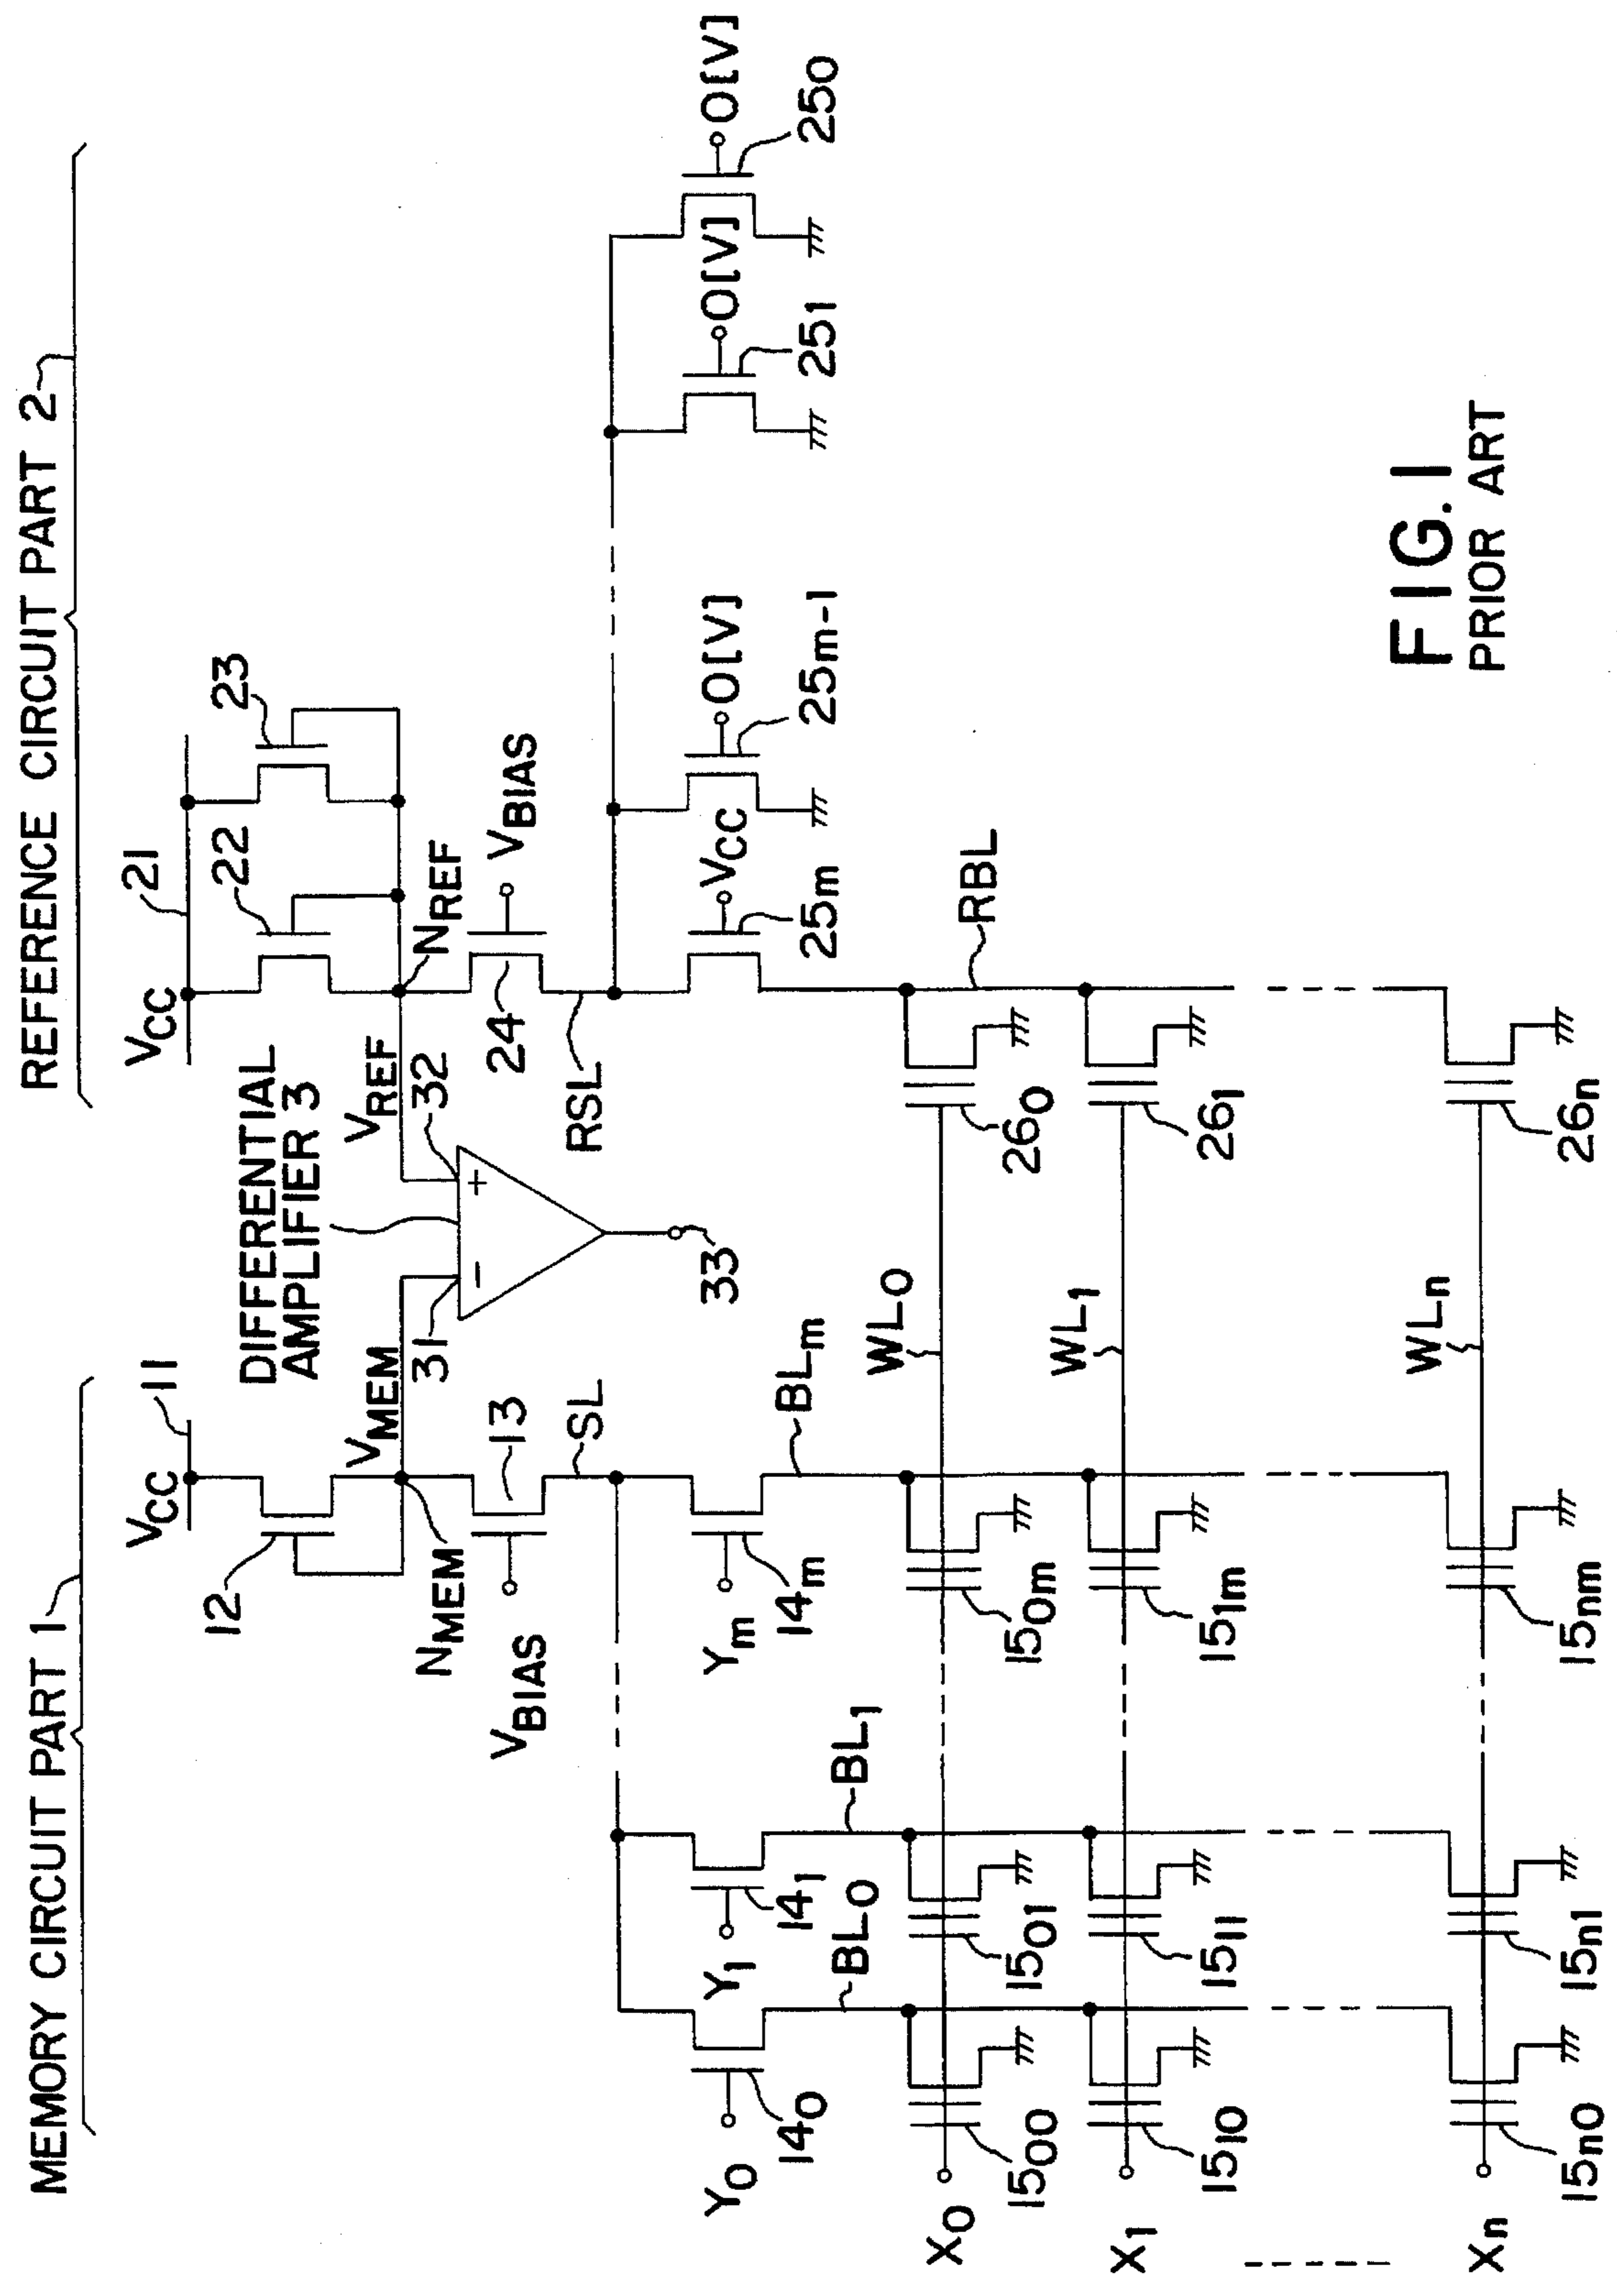 MEMORY CIRCUIT PART 1
REFERENCE CIRCUIT PART 2
VCC 11
VCC 21
12
22
23
DIFFERENTIAL
AMPLIFIER 3
VMEM
VREF
NMEM
NREF
31
32
-
+
33
VBIAS
13
24
VBIAS
SL
RSL
Y0
140
Y1
141
Ym
14m
VCC
25m
O[V]
25m-1
O[V]
251
O[V]
250
BL0
BL1
BLm
RBL
X0
WL0
1500
1501
150m
260
X1
WL1
1510
1511
151m
261
Xn
WLn
15n0
15n1
15nm
26n
FIG. 1
PRIOR ART